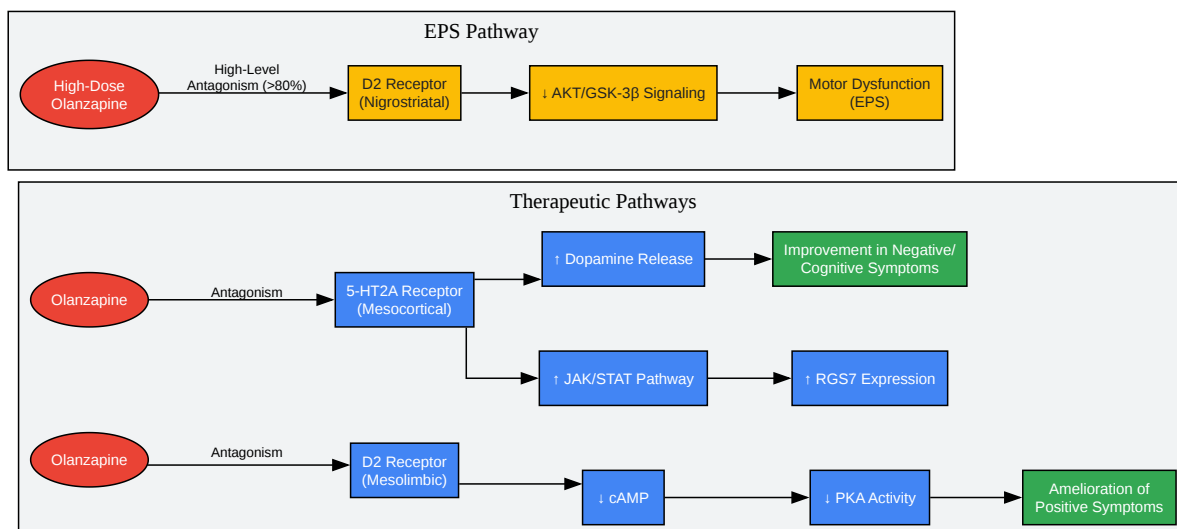 EPS Pathway
High-Dose
Olanzapine
High-Level
Antagonism (>80%)
D2 Receptor
(Nigrostriatal)
↓ AKT/GSK-3β Signaling
Motor Dysfunction
(EPS)
Therapeutic Pathways
Olanzapine
Antagonism
5-HT2A Receptor
(Mesocortical)
↑ Dopamine Release
Improvement in Negative/
Cognitive Symptoms
↑ JAK/STAT Pathway
↑ RGS7 Expression
Olanzapine
Antagonism
D2 Receptor
(Mesolimbic)
↓ cAMP
↓ PKA Activity
Amelioration of
Positive Symptoms